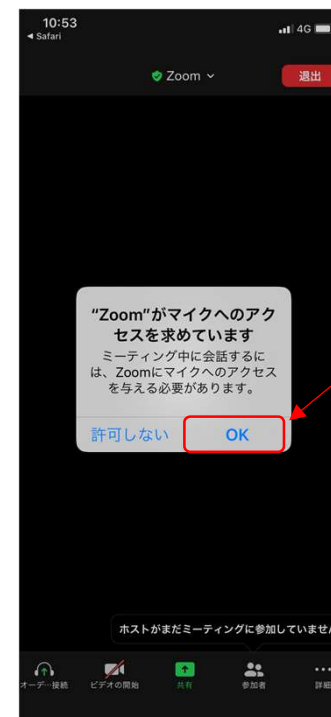 10:53
◀ Safari
4G
Zoom
退出
"Zoom"がマイクへのアク
セスを求めています
ミーティング中に会話するに
は、Zoomにマイクへのアクセス
を与える必要があります。
許可しない
OK
ホストがまだミーティングに参加していません
オーデ…接続
ビデオの開始
共有
参加者
詳細